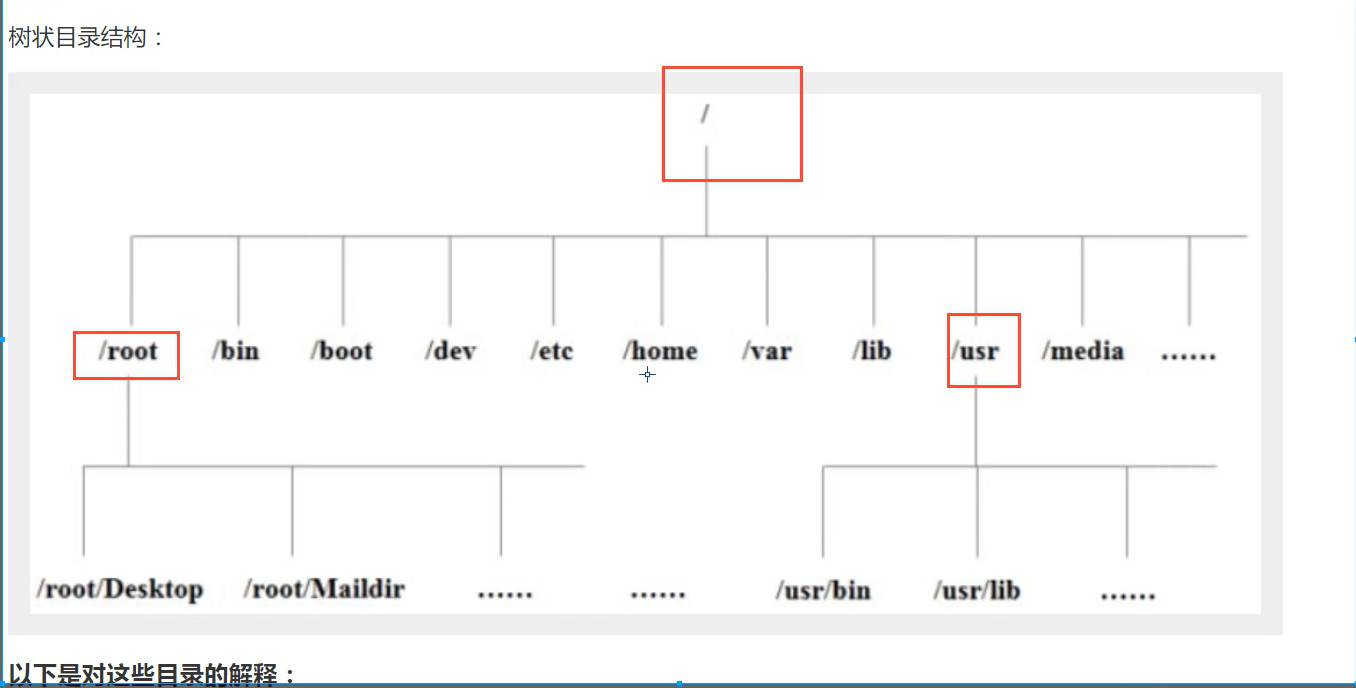 树状目录结构：
/
/root /bin /boot /dev /etc /home /var /lib /usr /media ……
/root/Desktop /root/Maildir …… …… /usr/bin /usr/lib ……
以下是对这些目录的解释：